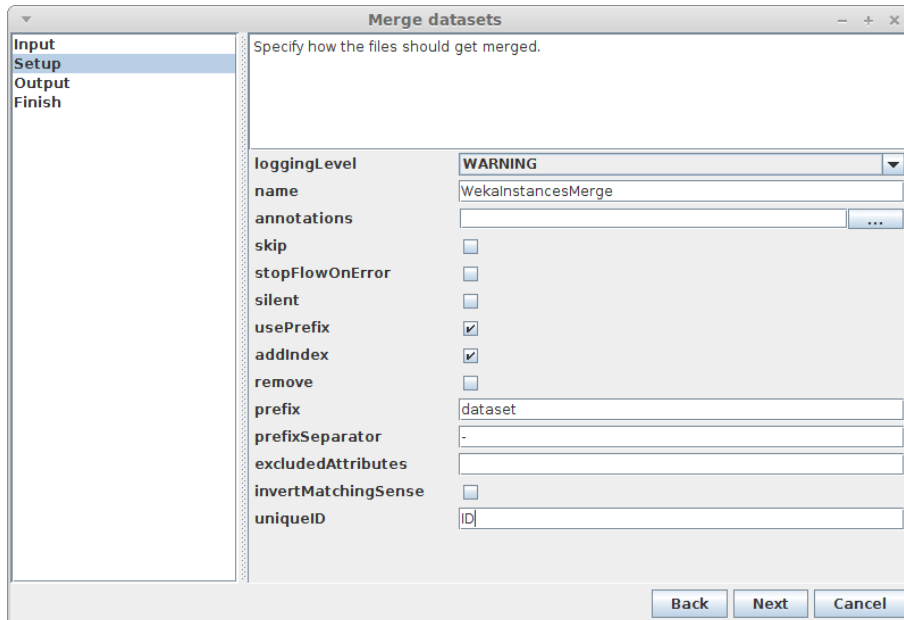 Merge datasets
Input
Setup
Output
Finish
Specify how the files should get merged.
loggingLevel WARNING
name WekaInstancesMerge
annotations ...
skip
stopFlowOnError
silent
usePrefix
addIndex
remove
prefix dataset
prefixSeparator -
excludedAttributes
invertMatchingSense
uniqueID ID
Back Next Cancel